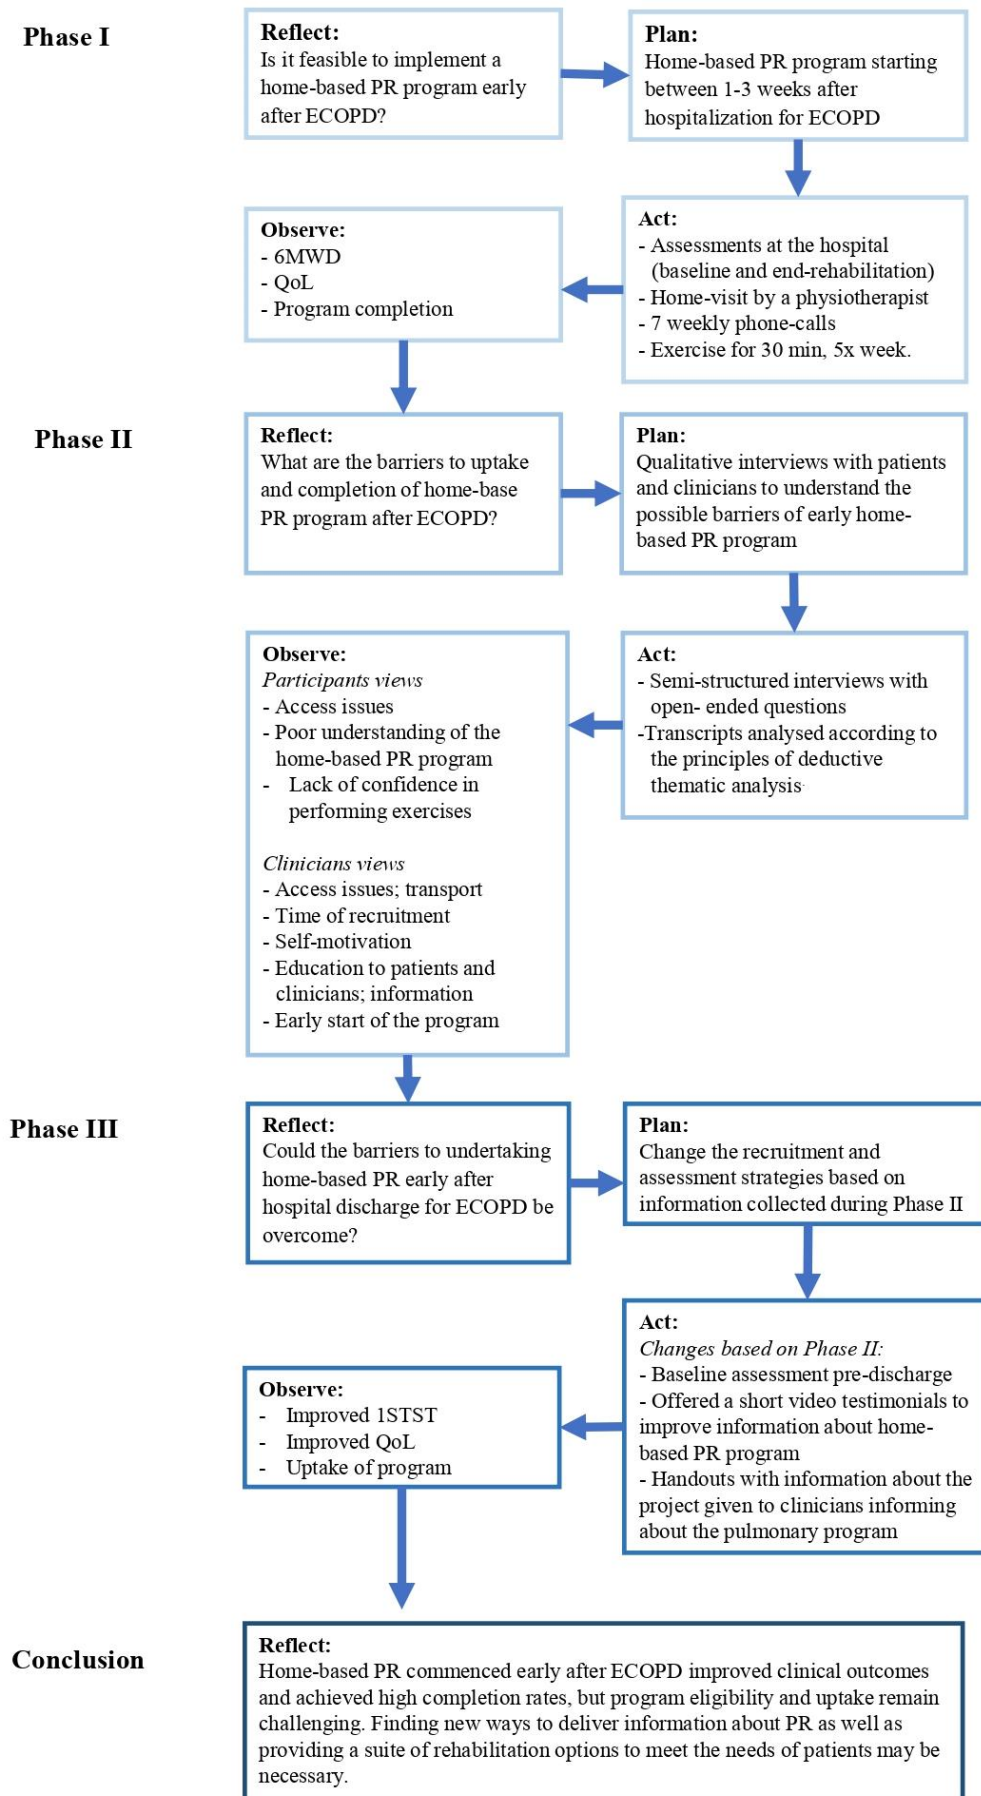 Phase I
Reflect:
Is it feasible to implement a
home-based PR program early
after ECOPD?
Plan:
Home-based PR program starting
between 1-3 weeks after
hospitalization for ECOPD
Act:
- Assessments at the hospital
(baseline and end-rehabilitation)
- Home-visit by a physiotherapist
- 7 weekly phone-calls
- Exercise for 30 min, 5x week.
Observe:
- 6MWD
- QoL
- Program completion
Phase II
Reflect:
What are the barriers to uptake
and completion of home-base
PR program after ECOPD?
Plan:
Qualitative interviews with patients
and clinicians to understand the
possible barriers of early home-
based PR program
Act:
- Semi-structured interviews with
open- ended questions
-Transcripts analysed according to
the principles of deductive
thematic analysis.
Observe:
Participants views
- Access issues
- Poor understanding of the
home-based PR program
- Lack of confidence in
performing exercises
Clinicians views
- Access issues; transport
- Time of recruitment
- Self-motivation
- Education to patients and
clinicians; information
- Early start of the program
Phase III
Reflect:
Could the barriers to undertaking
home-based PR early after
hospital discharge for ECOPD be
overcome?
Plan:
Change the recruitment and
assessment strategies based on
information collected during Phase II
Act:
Changes based on Phase II:
- Baseline assessment pre-discharge
- Offered a short video testimonials to
improve information about home-
based PR program
- Handouts with information about the
project given to clinicians informing
about the pulmonary program
Observe:
- Improved 1STST
- Improved QoL
- Uptake of program
Conclusion
Reflect:
Home-based PR commenced early after ECOPD improved clinical outcomes
and achieved high completion rates, but program eligibility and uptake remain
challenging. Finding new ways to deliver information about PR as well as
providing a suite of rehabilitation options to meet the needs of patients may be
necessary.